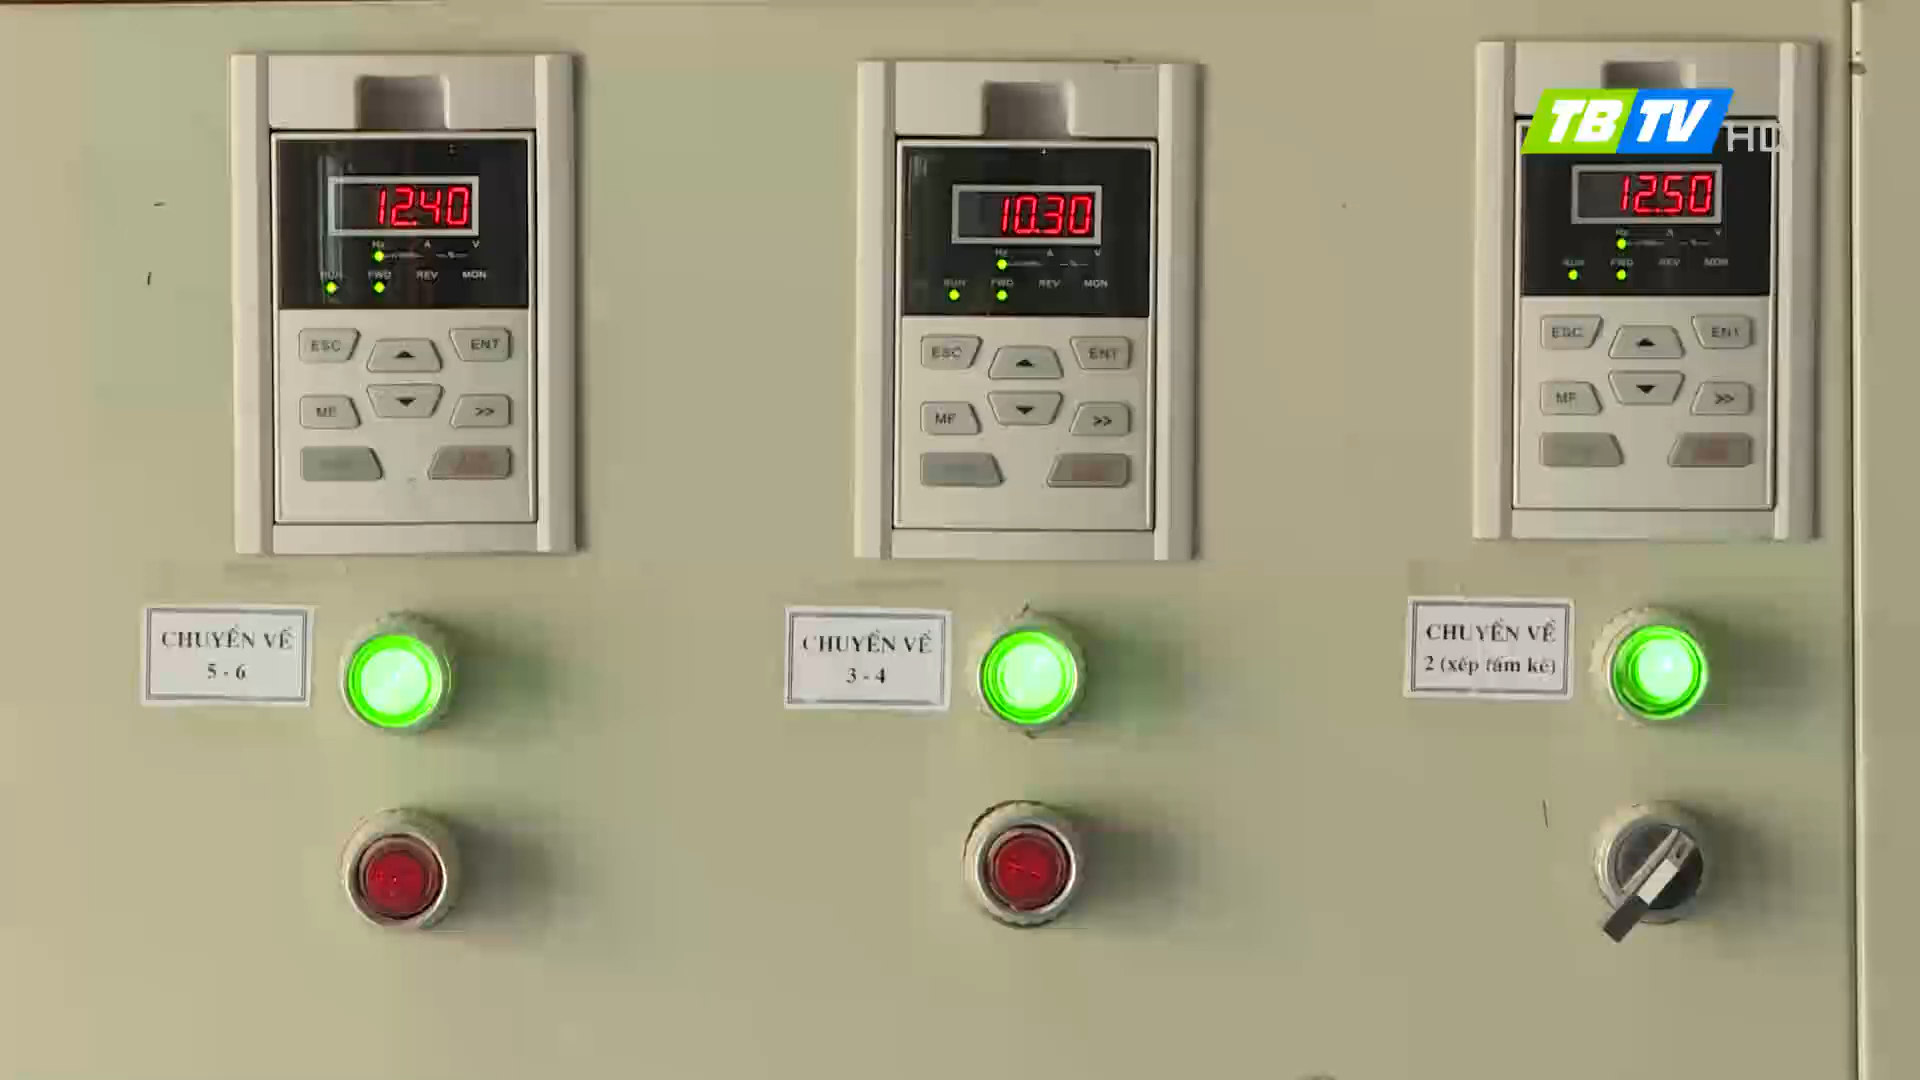 TBTV HD
12.40
Hz A V
RUN FWD REV MON
ESC ENT
MF >>
10.30
Hz A V
RUN FWD REV MON
ESC ENT
MF >>
12.50
Hz A V
RUN FWD REV MON
ESC ENT
MF >>
CHUYỀN VẾ
5 - 6
CHUYỀN VẾ
3 - 4
CHUYỀN VẾ
2 (xếp tấm kê)